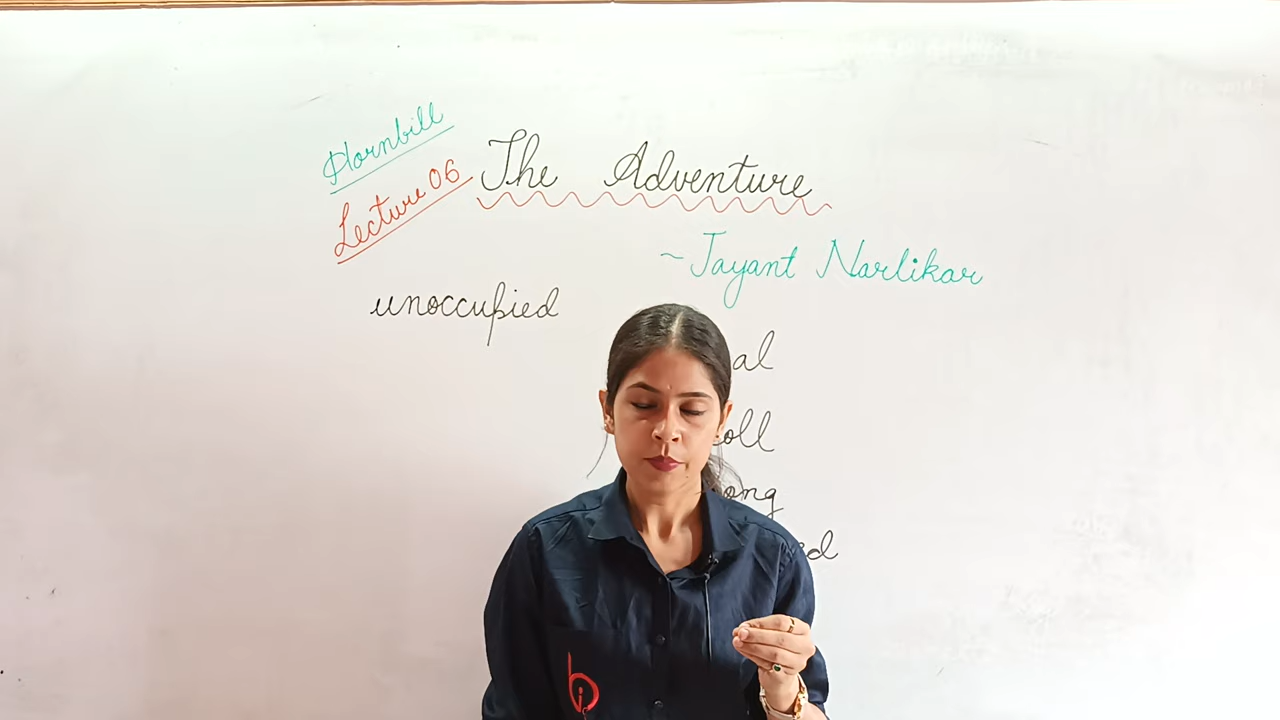 Hornbill
Lecture 06
The Adventure
~ Jayant Narlikar
unoccupied